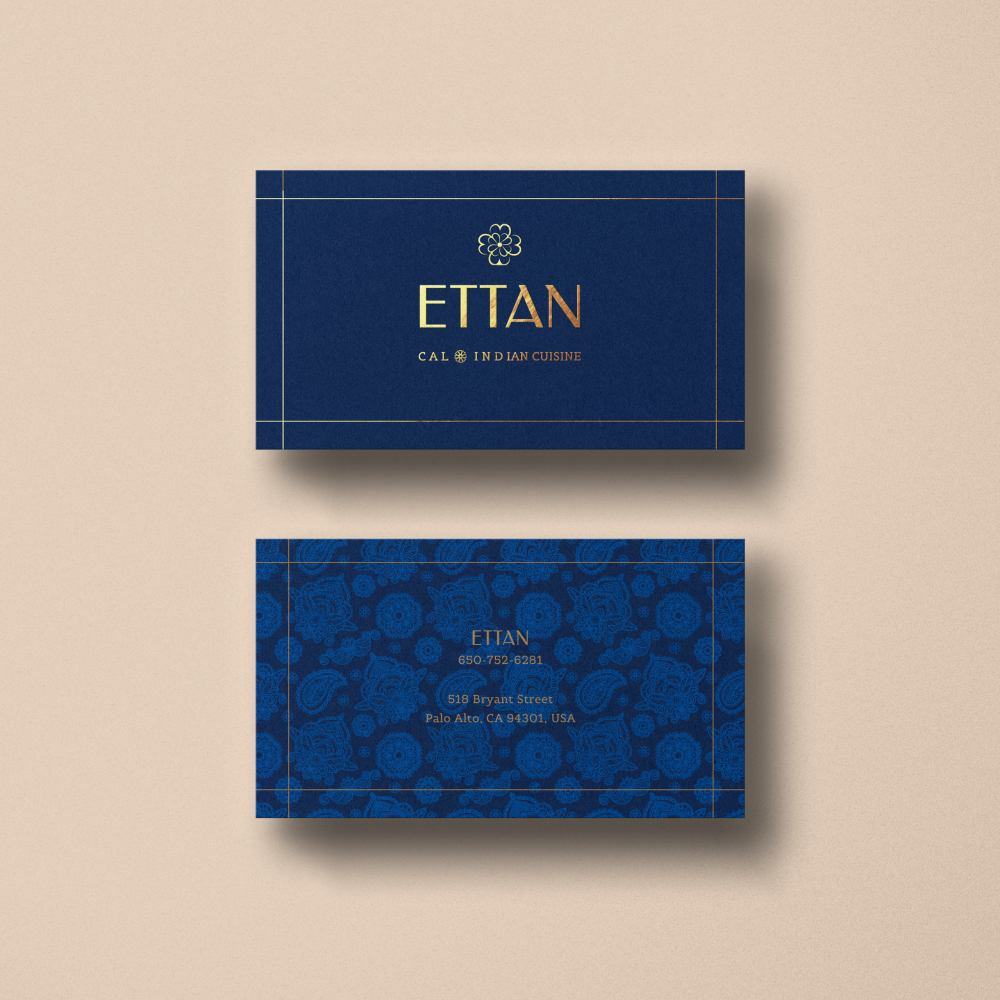 ETTAN
CAL INDIAN CUISINE
ETTAN
650-752-6281
518 Bryant Street
Palo Alto, CA 94301, USA